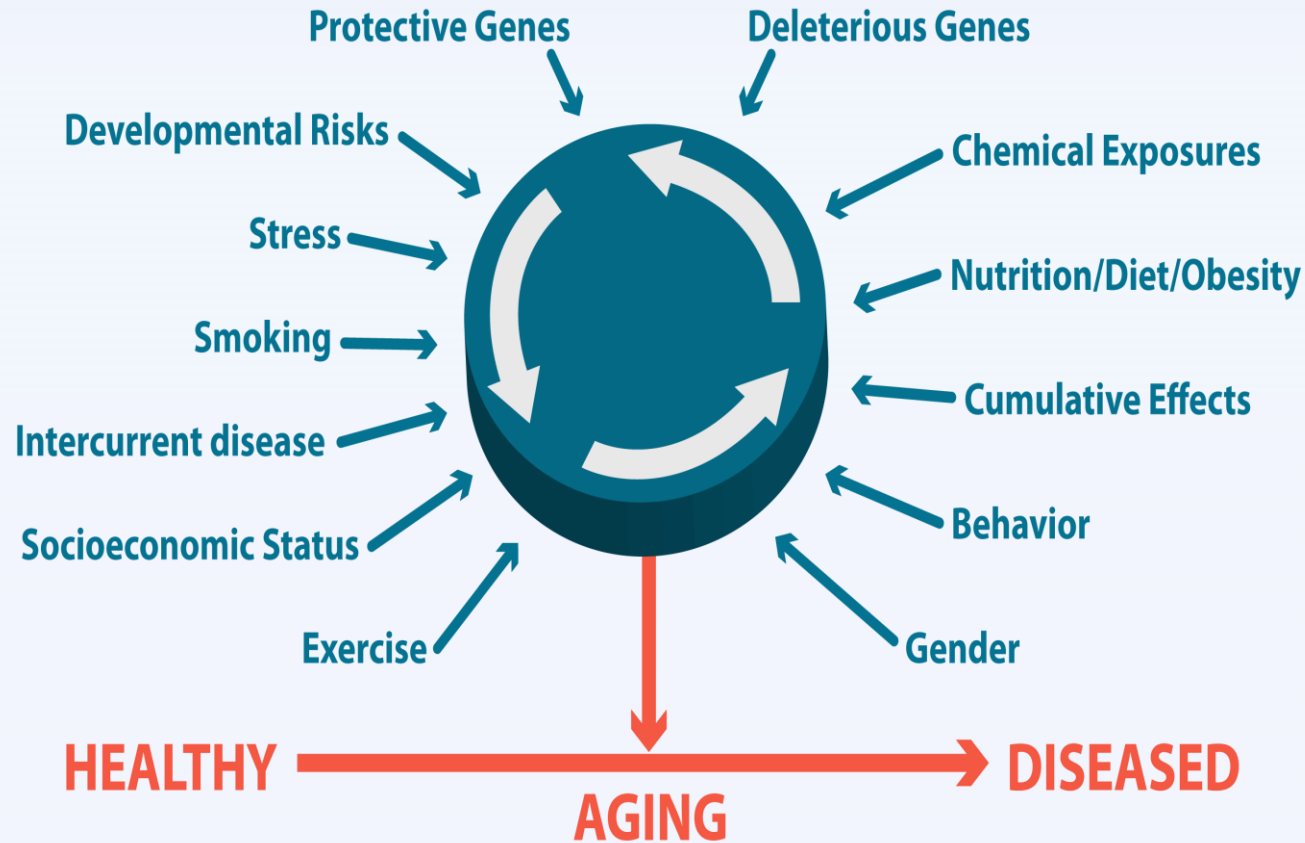 Protective Genes
Deleterious Genes
Developmental Risks
Chemical Exposures
Stress
Nutrition/Diet/Obesity
Smoking
Cumulative Effects
Intercurrent disease
Behavior
Socioeconomic Status
Exercise
Gender
HEALTHY
DISEASED
AGING